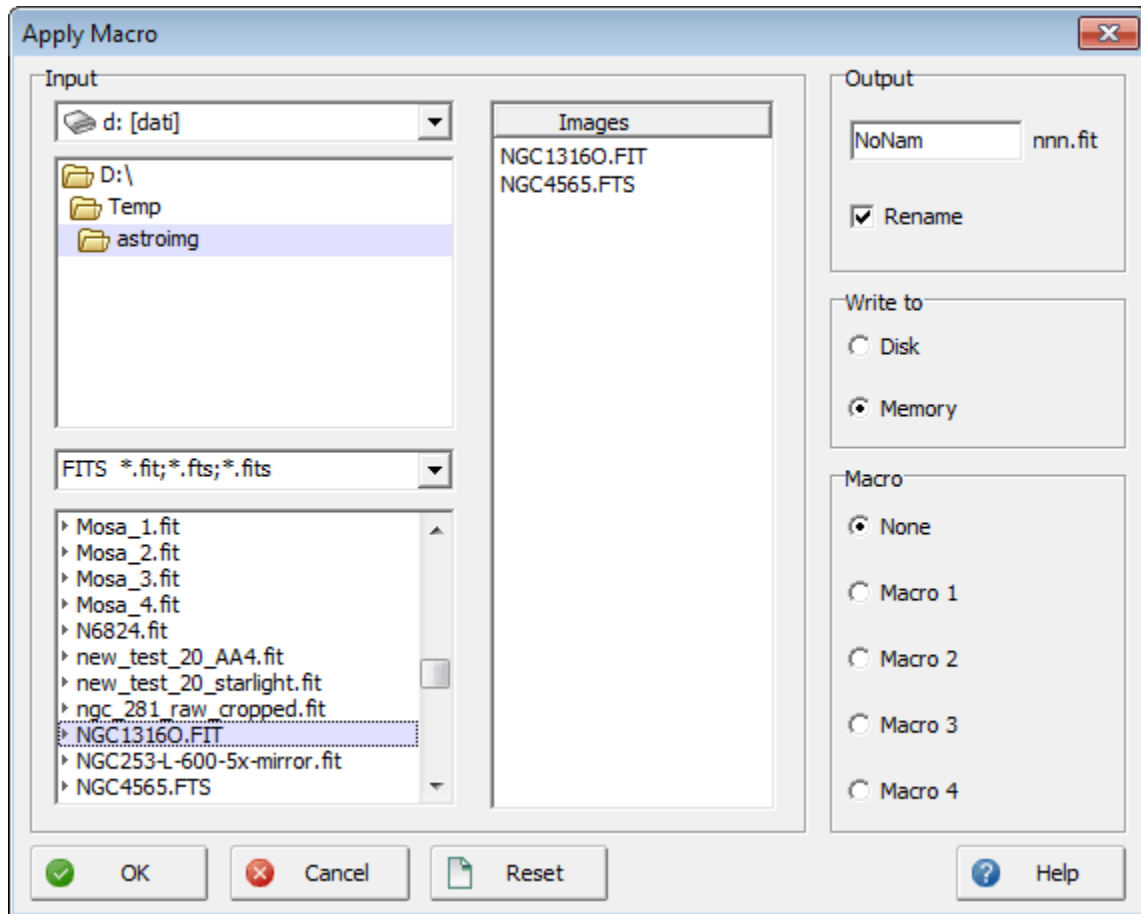 Apply Macro
Input
d: [dati]
D:\
Temp
astroimg
FITS *.fit;*.fts;*.fits
Mosa_1.fit
Mosa_2.fit
Mosa_3.fit
Mosa_4.fit
N6824.fit
new_test_20_AA4.fit
new_test_20_starlight.fit
ngc_281_raw_cropped.fit
NGC1316O.FIT
NGC253-L-600-5x-mirror.fit
NGC4565.FTS
Images
NGC1316O.FIT
NGC4565.FTS
Output
NoNam nnn.fit
Rename
Write to
Disk
Memory
Macro
None
Macro 1
Macro 2
Macro 3
Macro 4
OK Cancel Reset Help